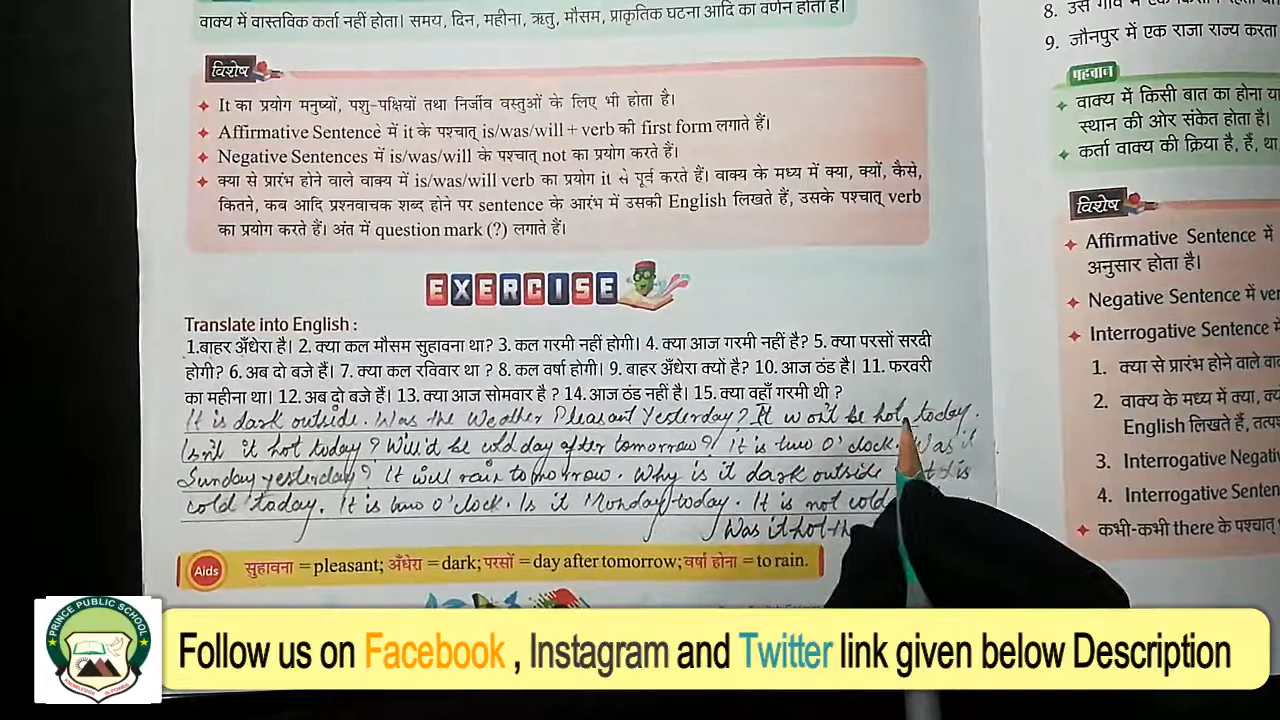 वाक्य में वास्तविक कर्ता नहीं होता। समय, दिन, महीना, ऋतु, मौसम, प्राकृतिक घटना आदि का वर्णन होता है।
विशेष
It का प्रयोग मनुष्यों, पशु-पक्षियों तथा निर्जीव वस्तुओं के लिए भी होता है।
Affirmative Sentence में it के पश्चात् is/was/will + verb की first form लगाते हैं।
Negative Sentences में is/was/will के पश्चात् not का प्रयोग करते हैं।
क्या से प्रारंभ होने वाले वाक्य में is/was/will verb का प्रयोग it से पूर्व करते हैं। वाक्य के मध्य में क्या, क्यों, कैसे,
कितने, कब आदि प्रश्नवाचक शब्द होने पर sentence के आरंभ में उसकी English लिखते हैं, उसके पश्चात् verb
का प्रयोग करते हैं। अंत में question mark (?) लगाते हैं।
EXERCISE
Translate into English :
1.बाहर अँधेरा है। 2. क्या कल मौसम सुहावना था? 3. कल गरमी नहीं होगी। 4. क्या आज गरमी नहीं है? 5. क्या परसों सरदी
होगी? 6. अब दो बजे हैं। 7. क्या कल रविवार था ? 8. कल वर्षा होगी। 9. बाहर अँधेरा क्यों है? 10. आज ठंड है। 11. फरवरी
का महीना था। 12. अब दो बजे हैं। 13. क्या आज सोमवार है ? 14. आज ठंड नहीं है। 15. क्या वहाँ गरमी थी ?
It is dark outside. Was the Weather Pleasant Yesterday? It won't be hot today.
Isn't it hot today? Will'd be cold day after tomorrow? It is two O'clock. Was it
Sunday yesterday? It will rain tomorrow. Why is it dark outside It is
cold today. It is two O'clock. Is it Monday today. It is not cold
Was it hot
Aids
सुहावना = pleasant; अँधेरा = dark; परसों = day after tomorrow; वर्षा होना = to rain.
8. उस गाँव में एक
9. जौनपुर में एक राजा राज्य करता
पहचान
वाक्य में किसी बात का होना या
स्थान की ओर संकेत होता है।
कर्ता वाक्य की क्रिया है, हैं, था,
विशेष
Affirmative Sentence में
अनुसार होता है।
Negative Sentence में
Interrogative Sentence
1. क्या से प्रारंभ होने वाले
2. वाक्य के मध्य में क्या,
English लिखते हैं,
3. Interrogative
4. Interrogative
कभी-कभी there के पश्चात्
PRINCE PUBLIC SCHOOL
KNOWLEDGE IS POWER
Follow us on Facebook , Instagram and Twitter link given below Description